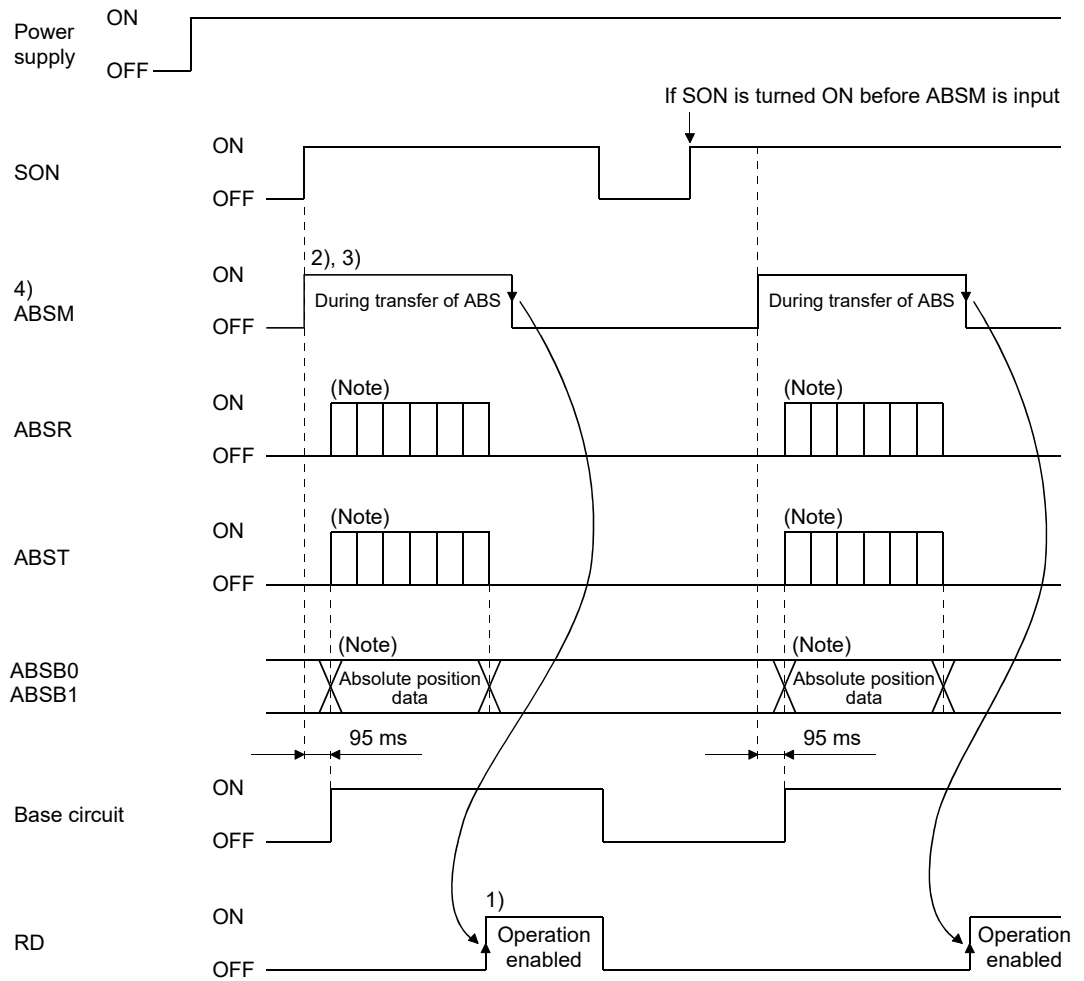 Power
supply
ON
OFF
If SON is turned ON before ABSM is input
SON
ON
OFF
4)
ABSM
ON
OFF
2), 3)
During transfer of ABS
During transfer of ABS
ABSR
ON
OFF
(Note)
(Note)
ABST
ON
OFF
(Note)
(Note)
ABSB0
ABSB1
(Note)
Absolute position
data
(Note)
Absolute position
data
95 ms
95 ms
Base circuit
ON
OFF
RD
ON
OFF
1)
Operation
enabled
Operation
enabled